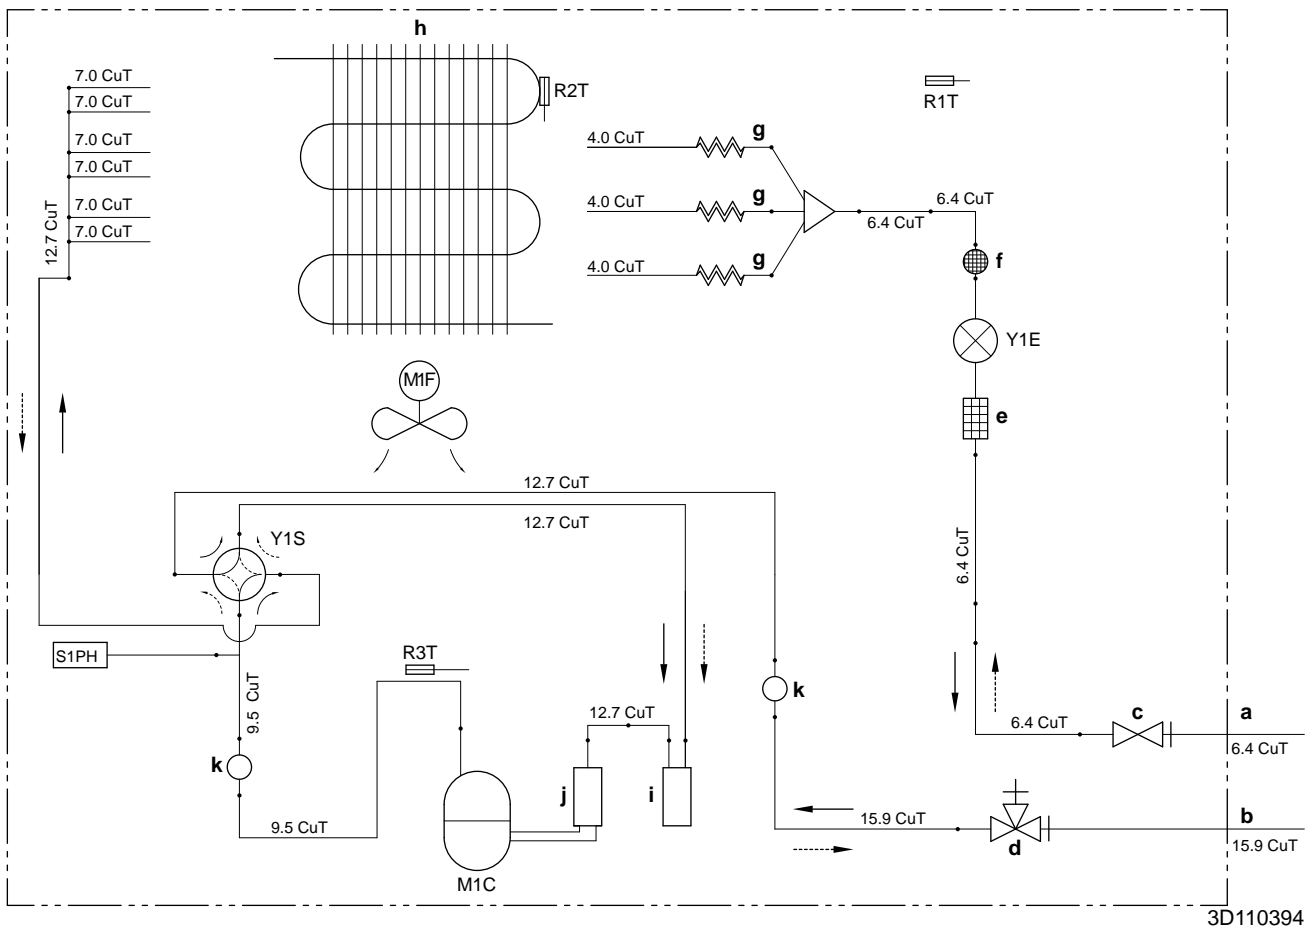 h
7.0 CuT
7.0 CuT
7.0 CuT
7.0 CuT
7.0 CuT
7.0 CuT
12.7 CuT
R2T
R1T
4.0 CuT
g
4.0 CuT
g
4.0 CuT
g
6.4 CuT
6.4 CuT
f
Y1E
e
M1F
12.7 CuT
12.7 CuT
Y1S
6.4 CuT
S1PH
R3T
9.5 CuT
k
k
12.7 CuT
6.4 CuT
c
a
6.4 CuT
j
i
9.5 CuT
15.9 CuT
d
b
15.9 CuT
M1C
3D110394